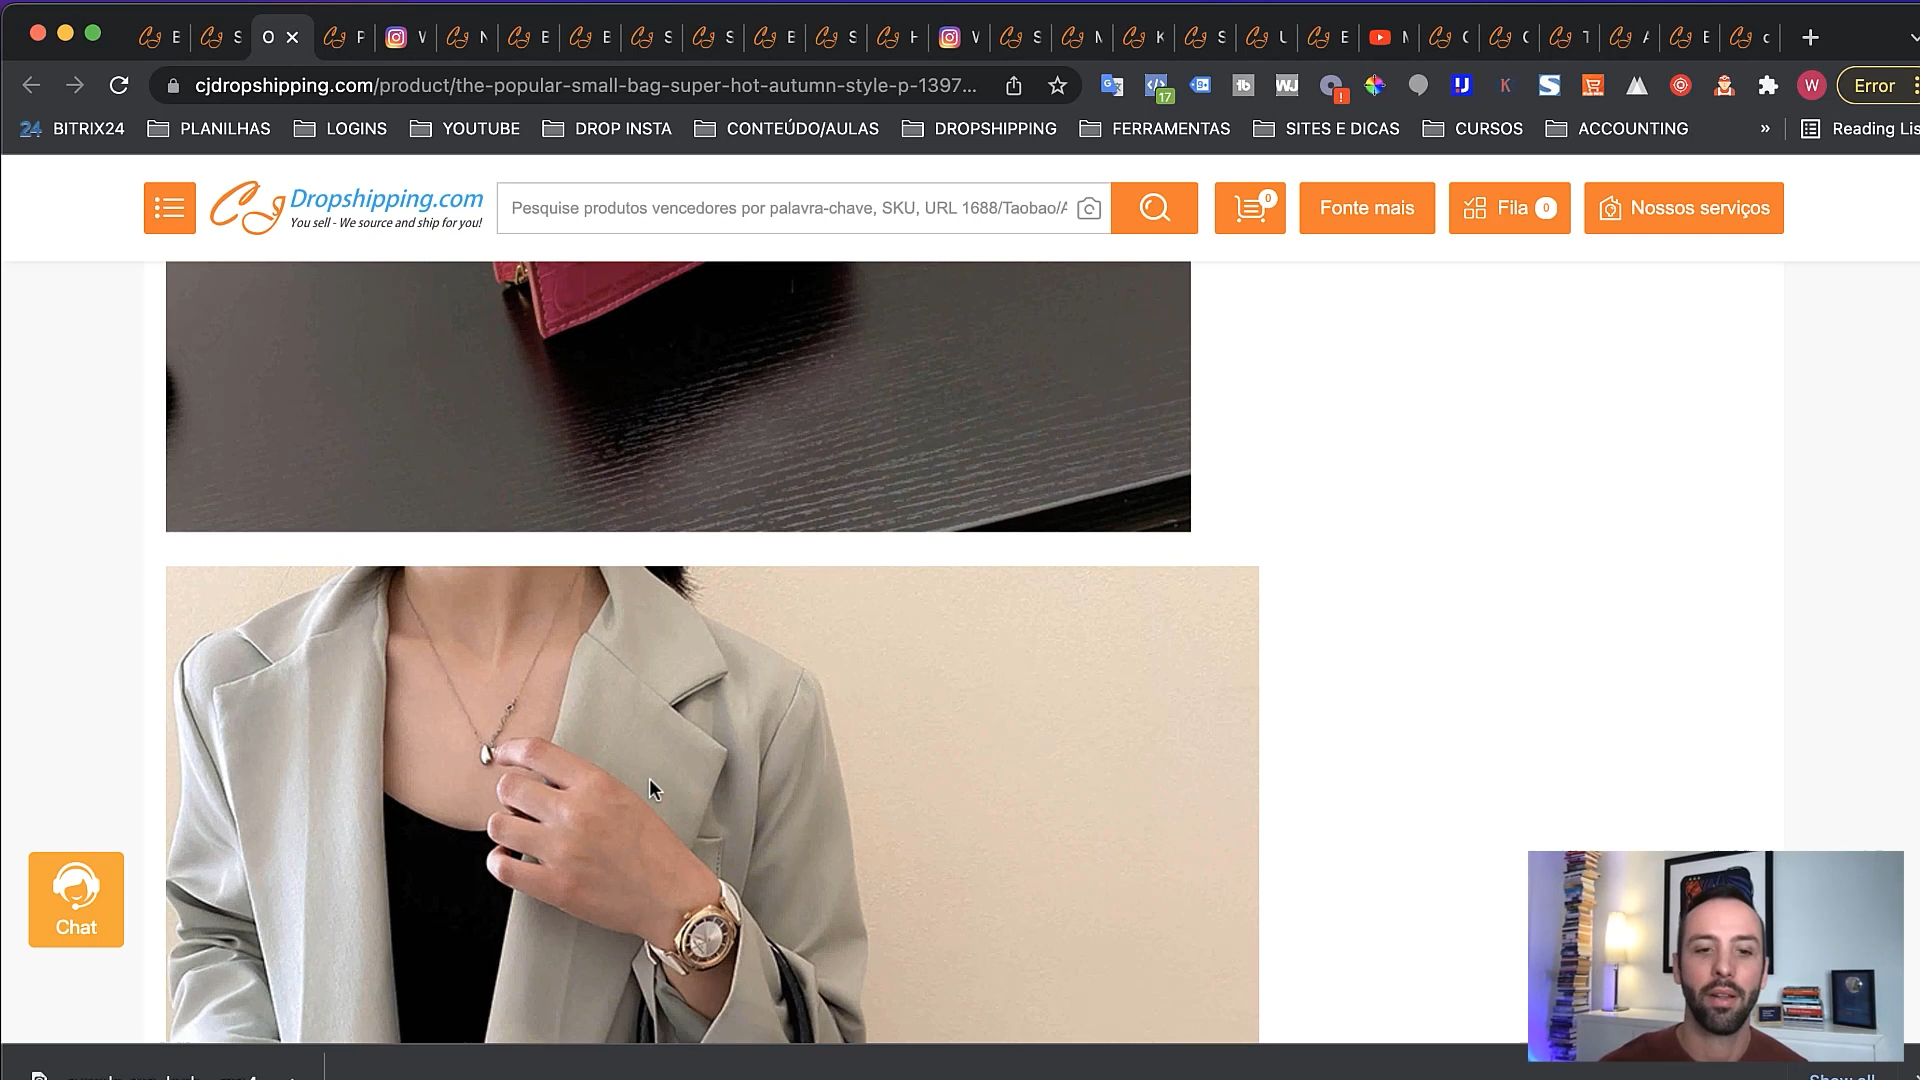 cjdropshipping.com/product/the-popular-small-bag-super-hot-autumn-style-p-1397...
17
Error
24 BITRIX24
PLANILHAS
LOGINS
YOUTUBE
DROP INSTA
CONTEÚDO/AULAS
DROPSHIPPING
FERRAMENTAS
SITES E DICAS
CURSOS
ACCOUNTING
»
Reading Lis
CJ Dropshipping.com
You sell - We source and ship for you!
Pesquise produtos vencedores por palavra-chave, SKU, URL 1688/Taobao/A
0
Fonte mais
Fila 0
Nossos serviços
Chat